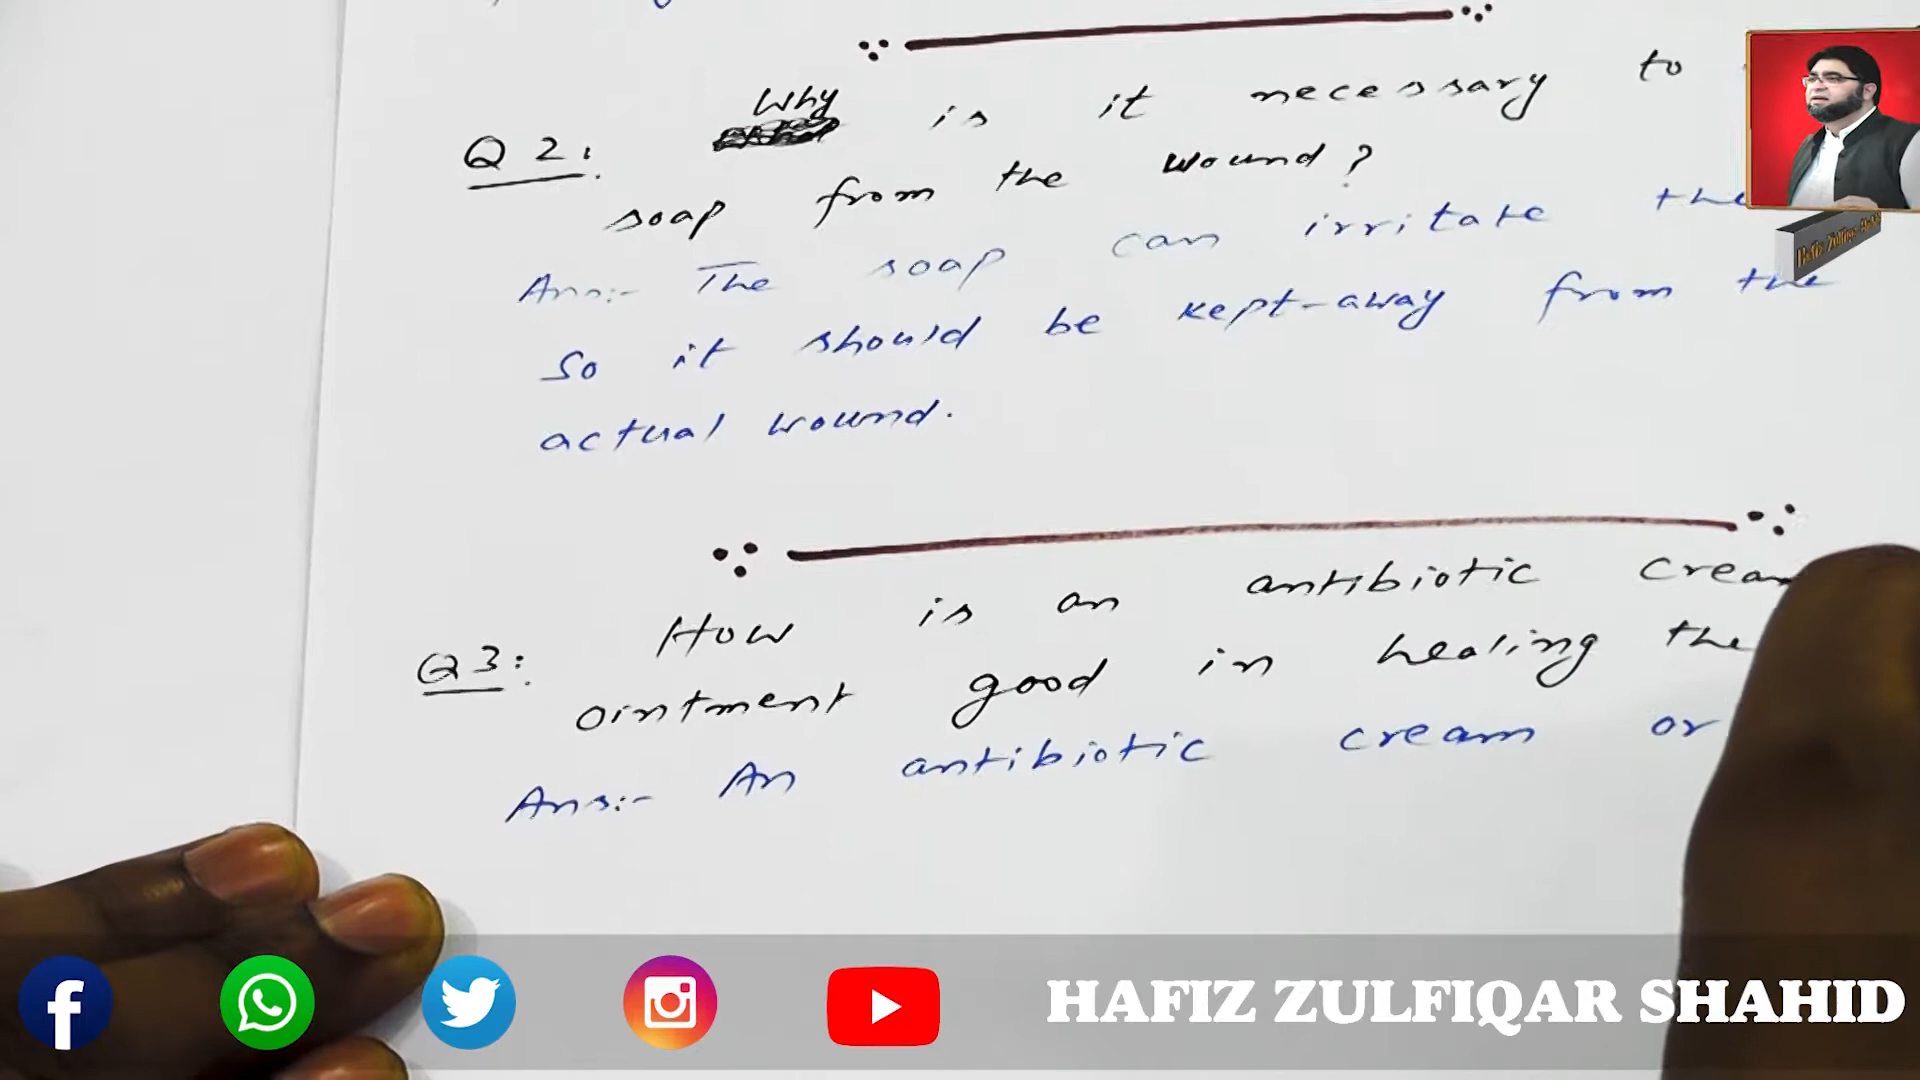 Why is it necessary to
Q 2:
soap from the wound?
Ans:- The soap can irritate the
So it should be kept-away from the
actual wound.
How is an antibiotic cream
Q 3:
ointment good in healing the
Ans:- An antibiotic cream or
HAFIZ ZULFIQAR SHAHID